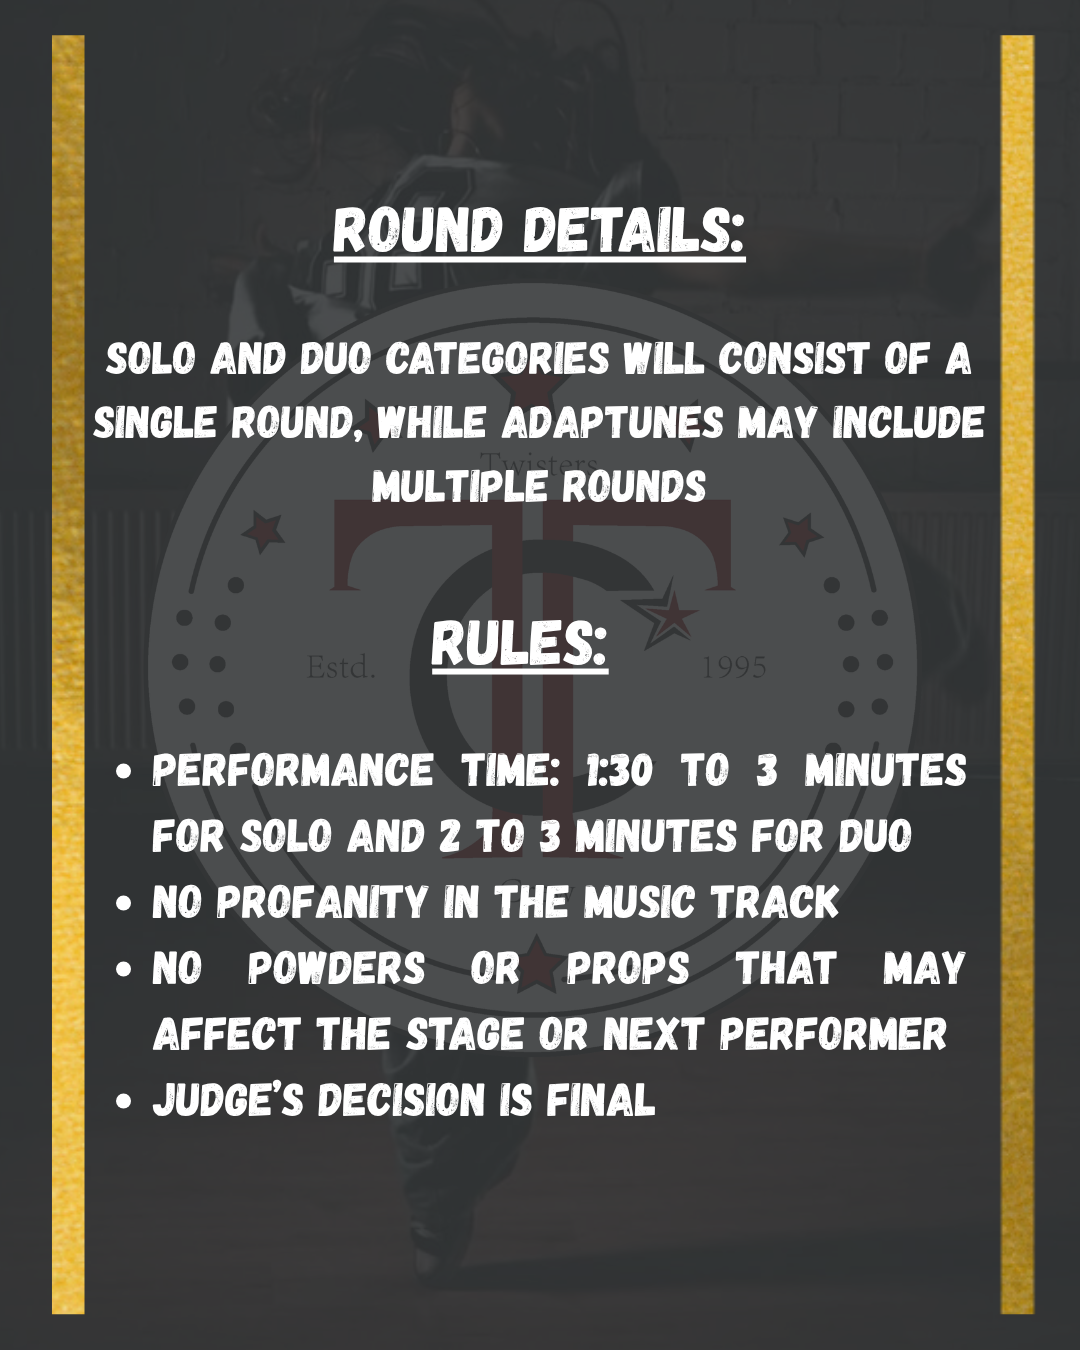 ROUND DETAILS:
SOLO AND DUO CATEGORIES WILL CONSIST OF A
SINGLE ROUND, WHILE ADAPTUNES MAY INCLUDE
Twisters
MULTIPLE ROUNDS
RULES:
Estd. 1995
• PERFORMANCE TIME: 1:30 TO 3 MINUTES
FOR SOLO AND 2 TO 3 MINUTES FOR DUO
• NO PROFANITY IN THE MUSIC TRACK
• NO POWDERS OR PROPS THAT MAY
AFFECT THE STAGE OR NEXT PERFORMER
• JUDGE'S DECISION IS FINAL